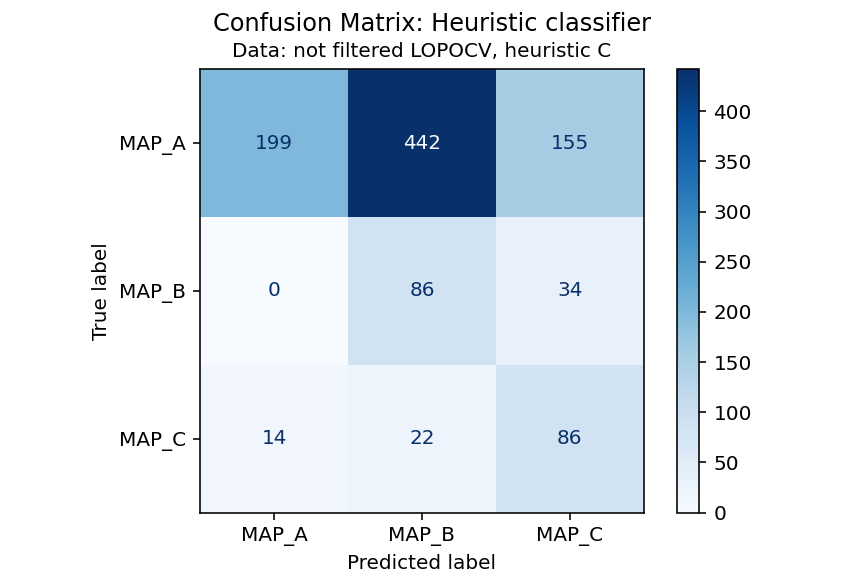 Confusion Matrix: Heuristic classifier
Data: not filtered LOPOCV, heuristic C
True label
MAP_A 199 442 155
MAP_B 0 86 34
MAP_C 14 22 86
MAP_A MAP_B MAP_C
Predicted label
400
350
300
250
200
150
100
50
0